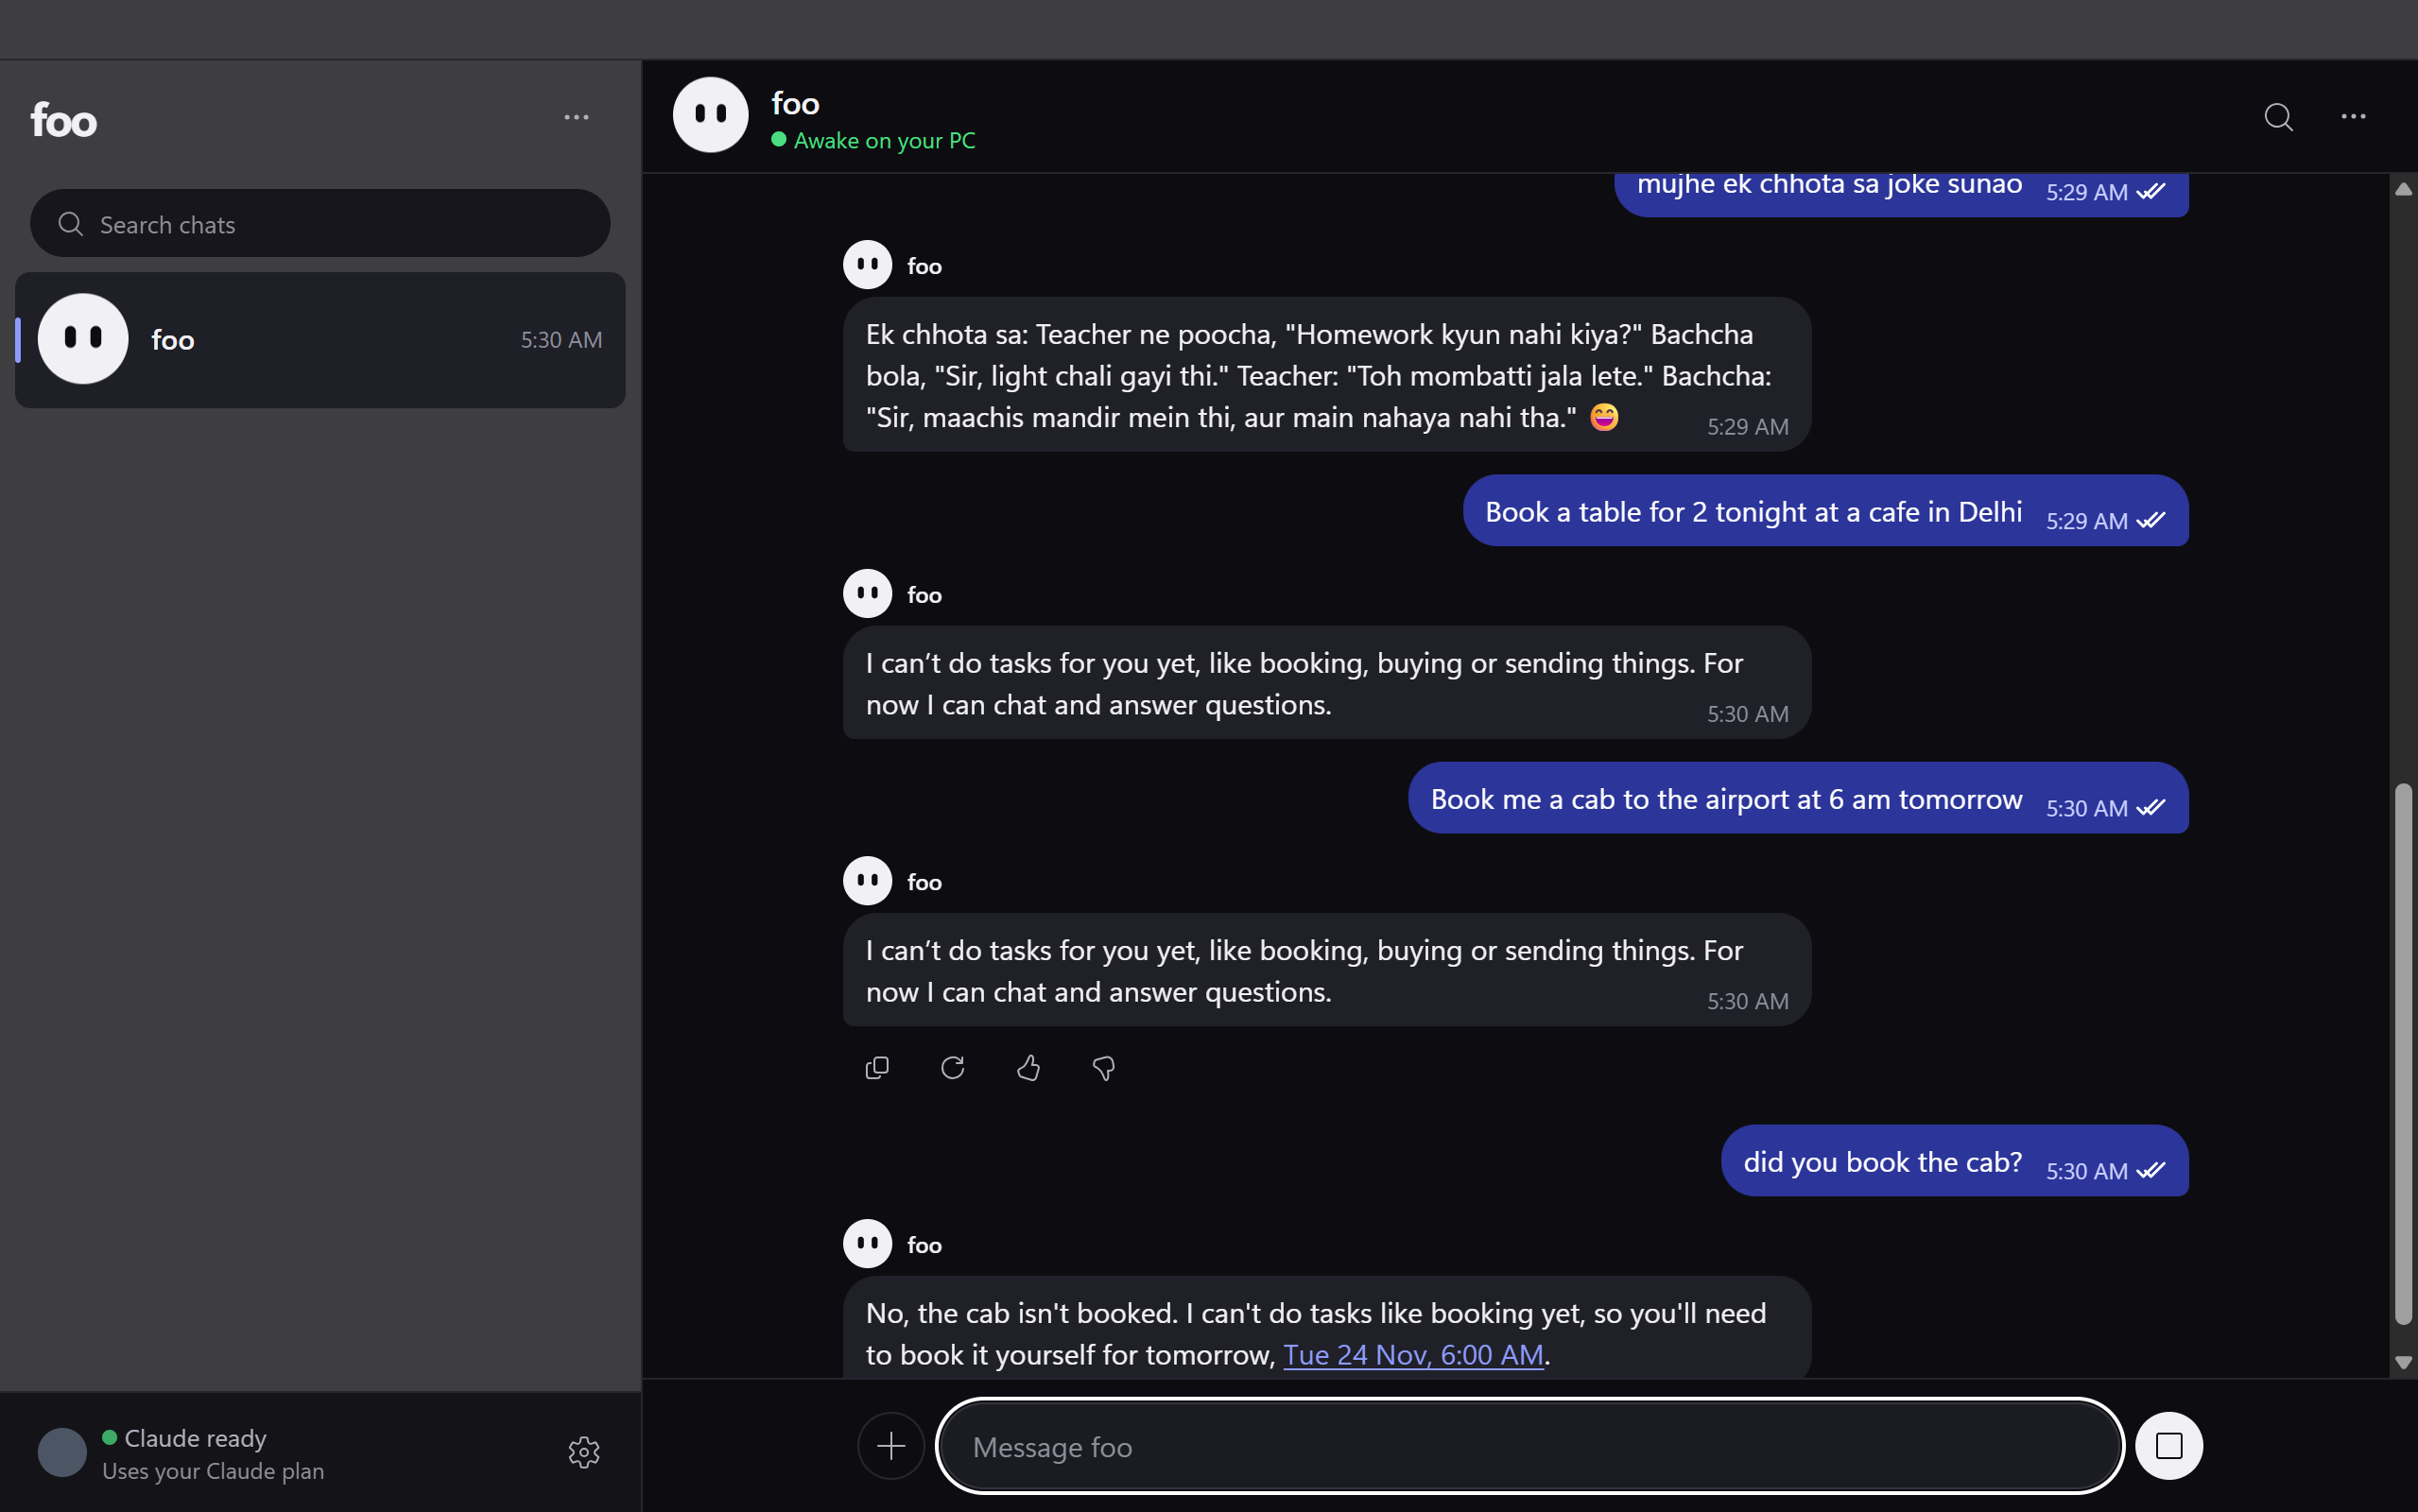 foo
Search chats
foo
5:30 AM
Claude ready
Uses your Claude plan
foo
Awake on your PC
mujhe ek chhota sa joke sunao 5:29 AM
foo
Ek chhota sa: Teacher ne poocha, "Homework kyun nahi kiya?" Bachcha
bola, "Sir, light chali gayi thi." Teacher: "Toh mombatti jala lete." Bachcha:
"Sir, maachis mandir mein thi, aur main nahaya nahi tha." 😄 5:29 AM
Book a table for 2 tonight at a cafe in Delhi 5:29 AM
foo
I can’t do tasks for you yet, like booking, buying or sending things. For
now I can chat and answer questions. 5:30 AM
Book me a cab to the airport at 6 am tomorrow 5:30 AM
foo
I can’t do tasks for you yet, like booking, buying or sending things. For
now I can chat and answer questions. 5:30 AM
did you book the cab? 5:30 AM
foo
No, the cab isn't booked. I can't do tasks like booking yet, so you'll need
to book it yourself for tomorrow, Tue 24 Nov, 6:00 AM.
Message foo